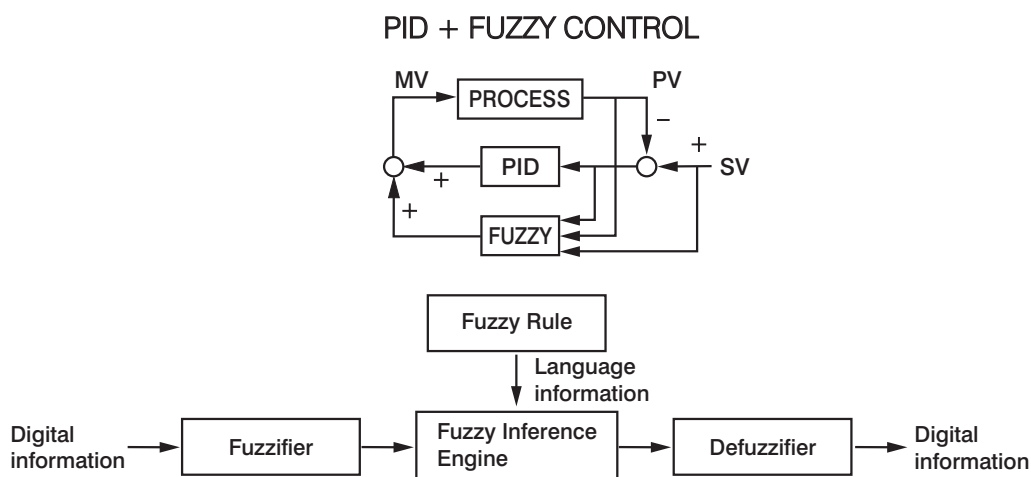 PID + FUZZY CONTROL
MV
PROCESS
PV
−
+
PID
+
SV
+
FUZZY
Fuzzy Rule
Language
information
Digital
information
Fuzzifier
Fuzzy Inference
Engine
Defuzzifier
Digital
information